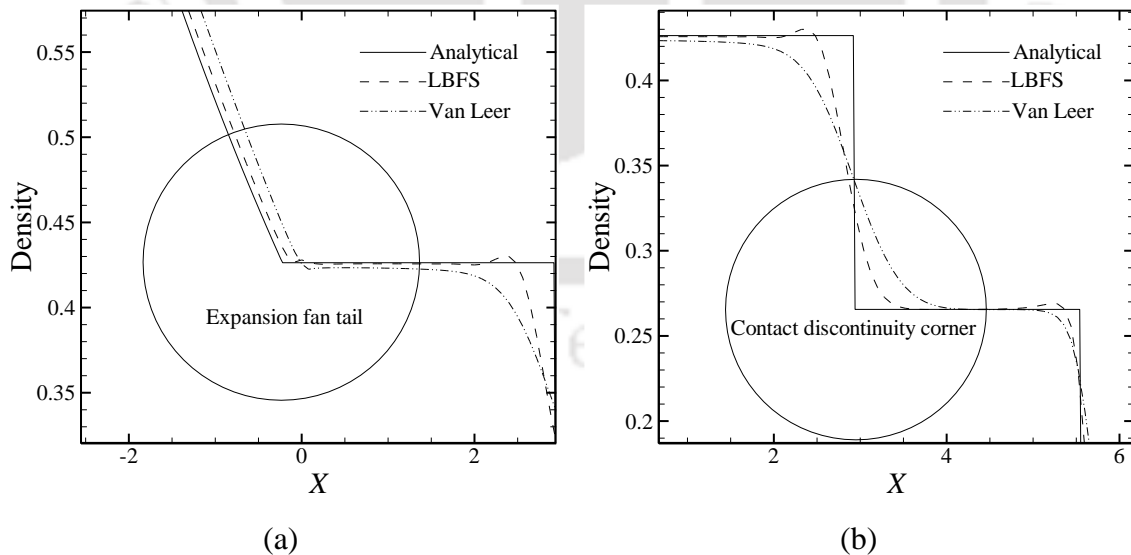 0.55
0.5
0.45
0.4
0.35
Density
-2
0
2
X
Analytical
LBFS
Van Leer
Expansion fan tail
(a)
0.4
0.35
0.3
0.25
0.2
Density
2
4
6
X
Analytical
LBFS
Van Leer
Contact discontinuity corner
(b)